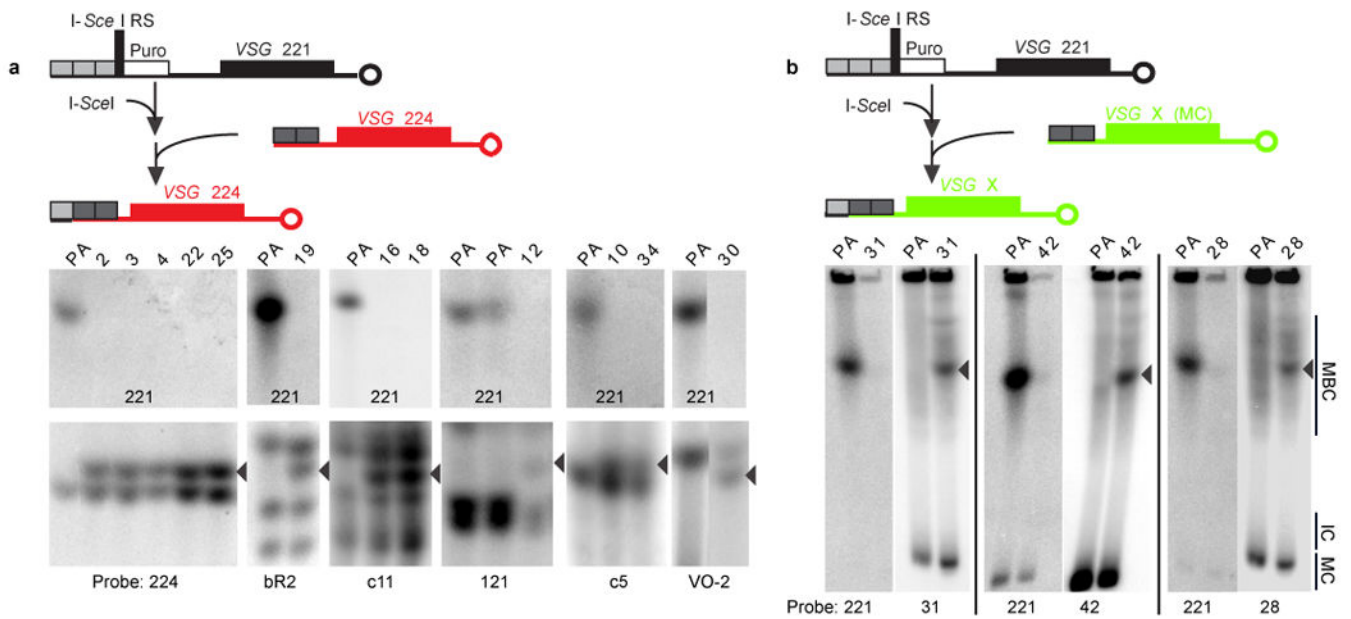 a
I-Sce I RS
Puro
VSG 221
I-SceI
VSG 224
VSG 224
PA 2 3 4 22 25 PA 19 PA 16 18 PA PA 12 PA 10 34 PA 30
221 221 221 221 221 221
Probe: 224 bR2 c11 121 c5 VO-2
b
I-Sce I RS
Puro
VSG 221
I-SceI
VSG X (MC)
VSG X
PA 31 PA 31 PA 42 PA 42 PA 28 PA 28
MBC
IC
MC
Probe: 221 31 221 42 221 28